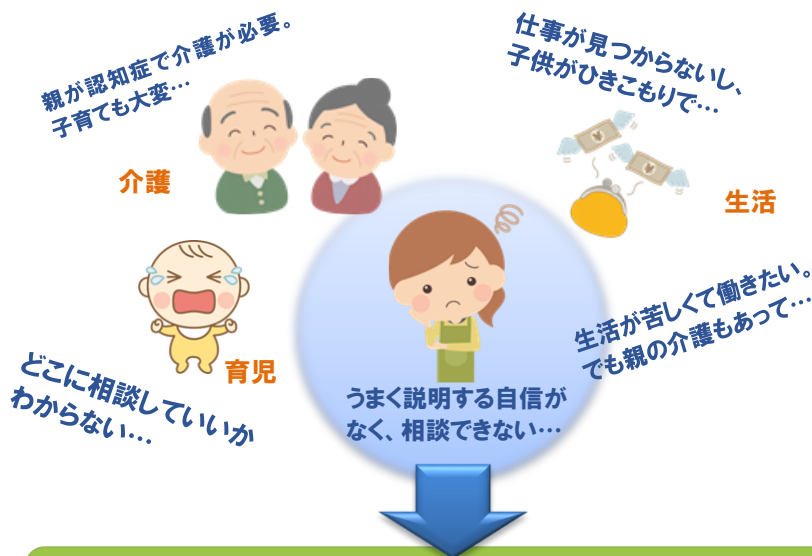 親が認知症で介護が必要。
子育ても大変…
仕事が見つからないし、
子供がひきこもりで…
介護
生活
生活が苦しくて働きたい。
でも親の介護もあって…
育児
どこに相談していいか
わからない…
うまく説明する自信が
なく、相談できない…